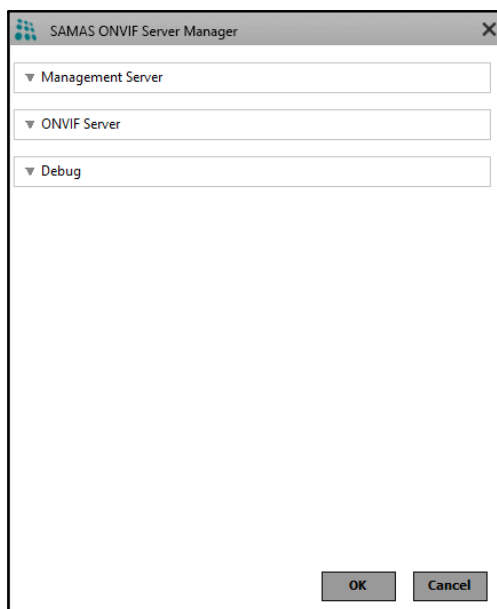 SAMAS ONVIF Server Manager
Management Server
ONVIF Server
Debug
OK Cancel